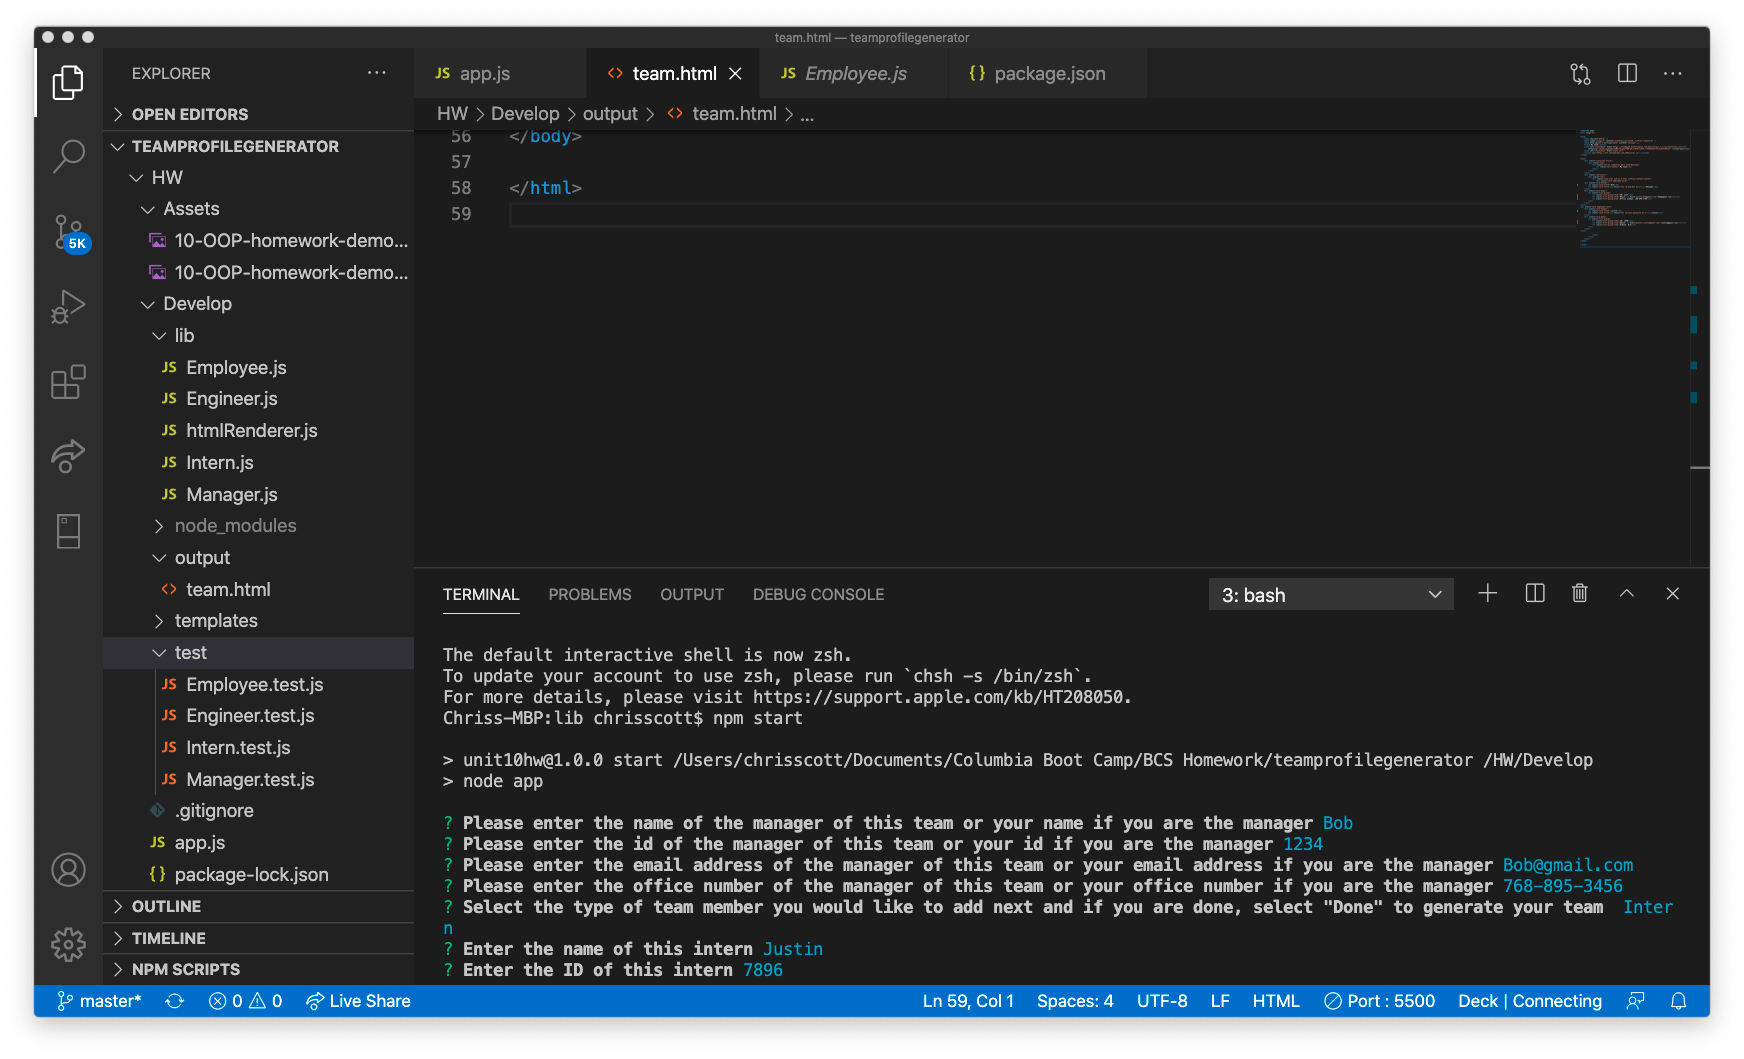 team.html — teamprofilegenerator
EXPLORER
OPEN EDITORS
TEAMPROFILEGENERATOR
HW
Assets
10-OOP-homework-demo...
10-OOP-homework-demo...
Develop
lib
JS Employee.js
JS Engineer.js
JS htmlRenderer.js
JS Intern.js
JS Manager.js
node_modules
output
<> team.html
templates
test
JS Employee.test.js
JS Engineer.test.js
JS Intern.test.js
JS Manager.test.js
.gitignore
JS app.js
{} package-lock.json
OUTLINE
TIMELINE
NPM SCRIPTS
5K
JS app.js <> team.html JS Employee.js {} package.json
HW > Develop > output > <> team.html > ...
56 </body>
57
58 </html>
59
TERMINAL PROBLEMS OUTPUT DEBUG CONSOLE 3: bash
The default interactive shell is now zsh.
To update your account to use zsh, please run `chsh -s /bin/zsh`.
For more details, please visit https://support.apple.com/kb/HT208050.
Chriss-MBP:lib chrisscott$ npm start
> unit10hw@1.0.0 start /Users/chrisscott/Documents/Columbia Boot Camp/BCS Homework/teamprofilegenerator /HW/Develop
> node app
? Please enter the name of the manager of this team or your name if you are the manager Bob
? Please enter the id of the manager of this team or your id if you are the manager 1234
? Please enter the email address of the manager of this team or your email address if you are the manager Bob@gmail.com
? Please enter the office number of the manager of this team or your office number if you are the manager 768-895-3456
? Select the type of team member you would like to add next and if you are done, select "Done" to generate your team Inter
n
? Enter the name of this intern Justin
? Enter the ID of this intern 7896
master* 0 0 Live Share Ln 59, Col 1 Spaces: 4 UTF-8 LF HTML Port : 5500 Deck | Connecting